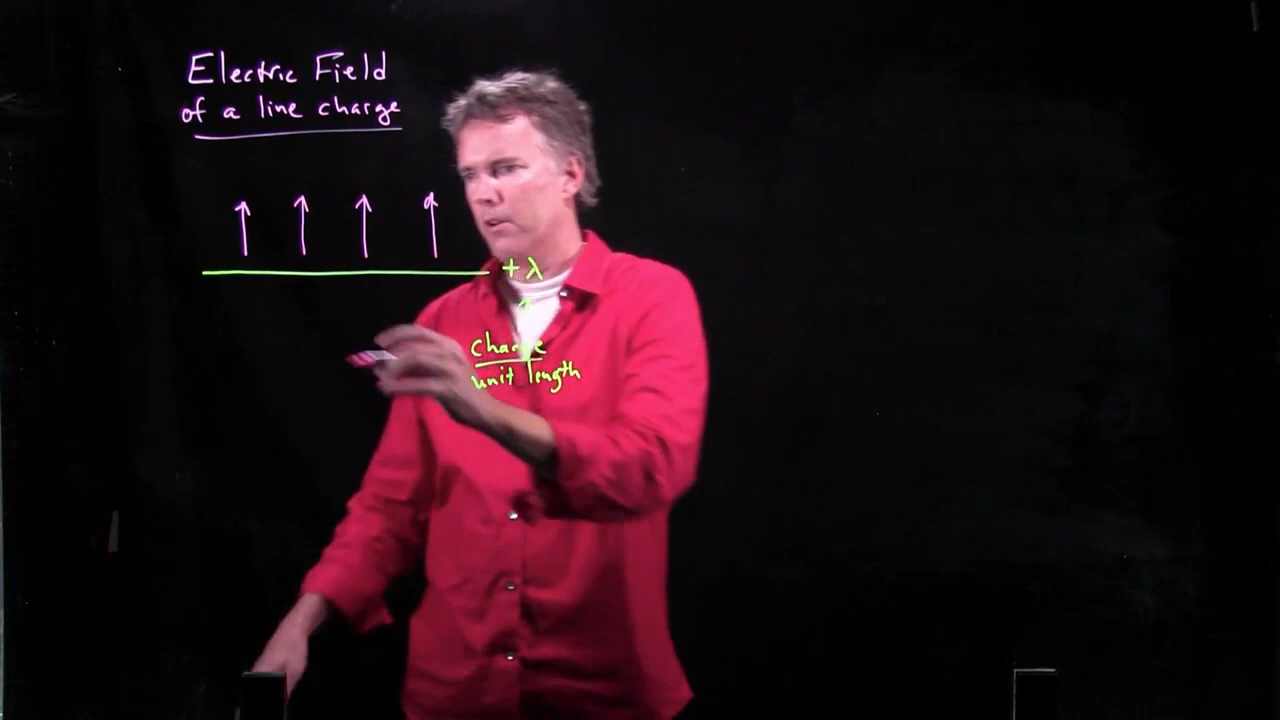 Electric Field
of a line charge
+ λ
charge
unit length